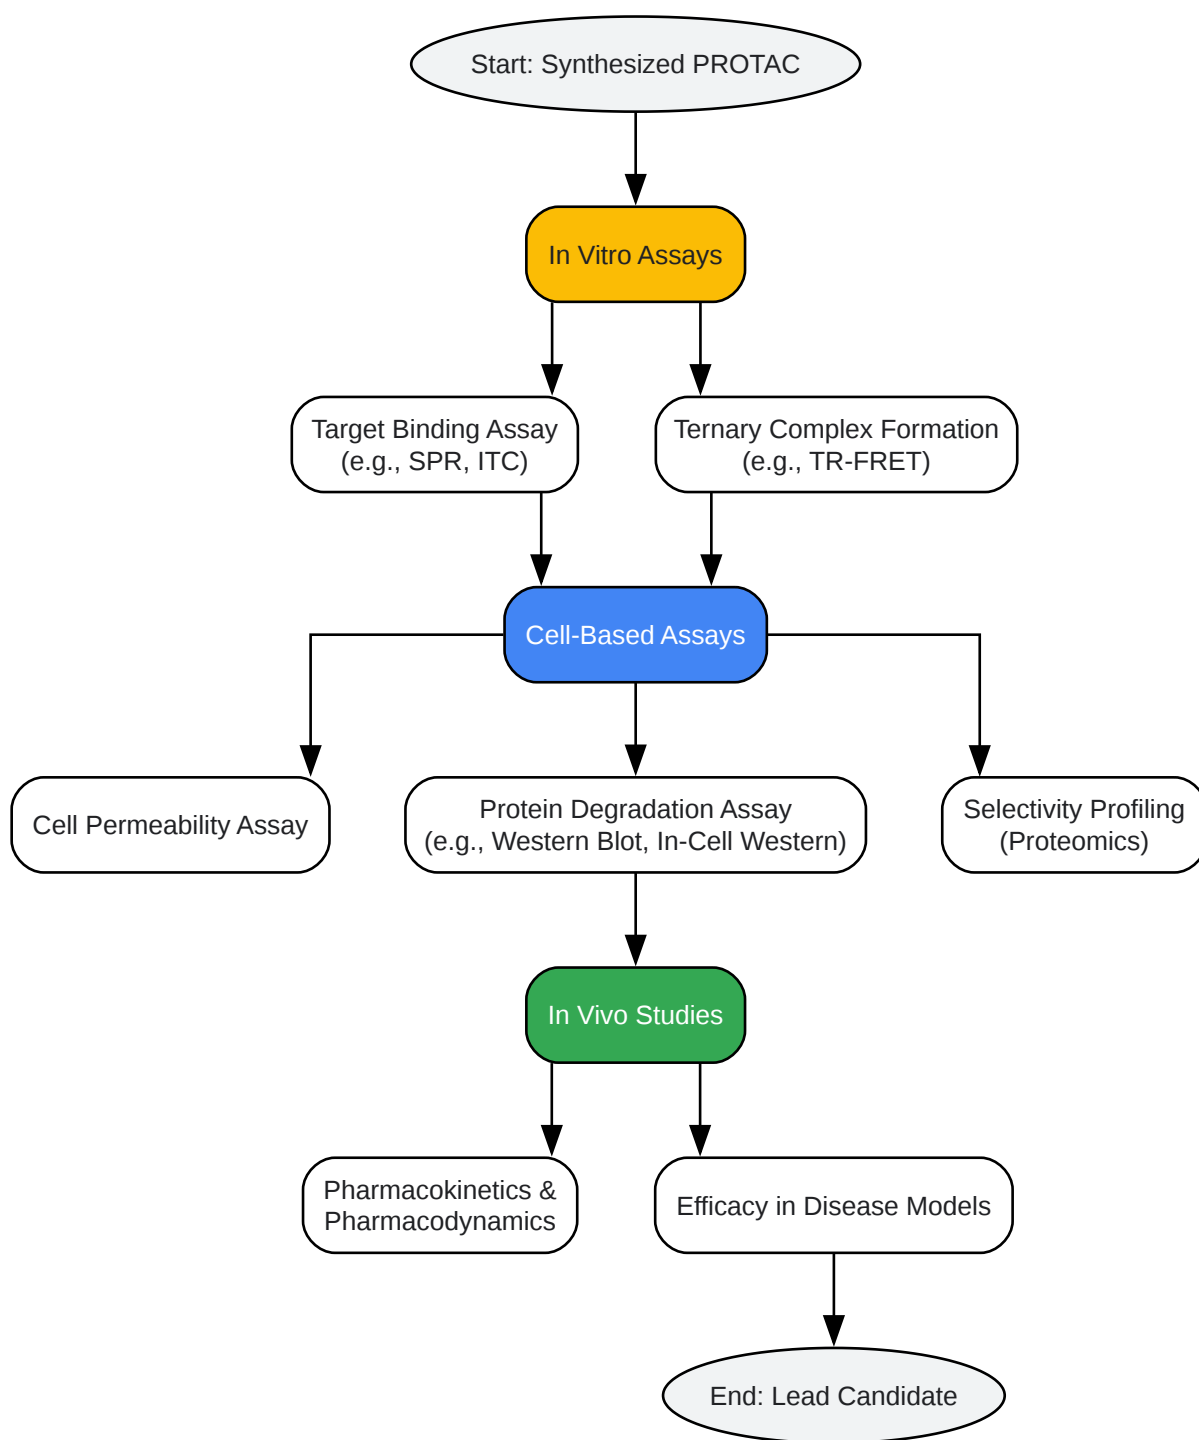 Start: Synthesized PROTAC
In Vitro Assays
Target Binding Assay
(e.g., SPR, ITC)
Ternary Complex Formation
(e.g., TR-FRET)
Cell-Based Assays
Cell Permeability Assay
Protein Degradation Assay
(e.g., Western Blot, In-Cell Western)
Selectivity Profiling
(Proteomics)
In Vivo Studies
Pharmacokinetics &
Pharmacodynamics
Efficacy in Disease Models
End: Lead Candidate